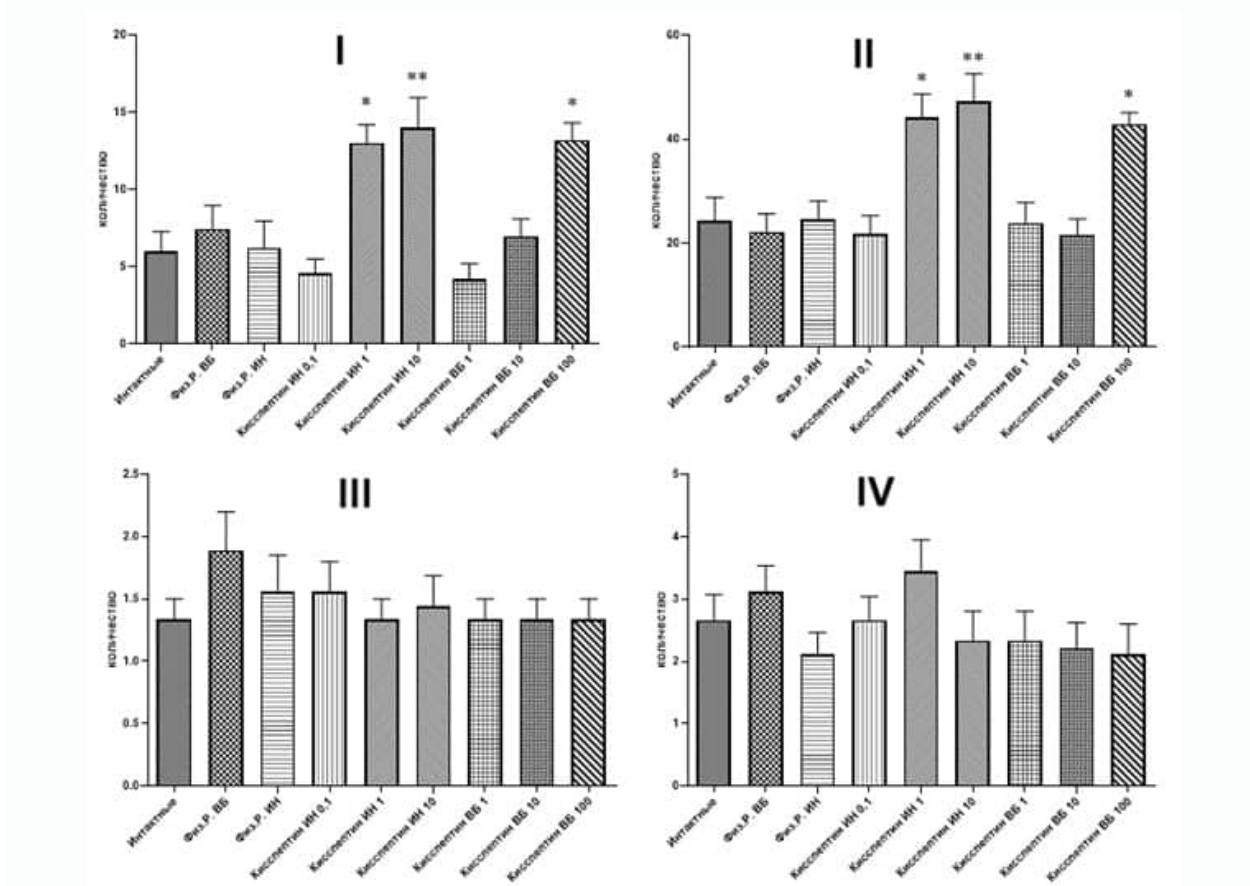 I
20
15
10
5
0
количество
*
**
*
Интактные
Физ.Р. ВБ
Физ.Р. ИН
Кисспептин ИН 0,1
Кисспептин ИН 1
Кисспептин ИН 10
Кисспептин ВБ 1
Кисспептин ВБ 10
Кисспептин ВБ 100
II
60
40
20
0
количество
*
**
*
Интактные
Физ.Р. ВБ
Физ.Р. ИН
Кисспептин ИН 0,1
Кисспептин ИН 1
Кисспептин ИН 10
Кисспептин ВБ 1
Кисспептин ВБ 10
Кисспептин ВБ 100
III
2.5
2.0
1.5
1.0
0.5
0.0
количество
Интактные
Физ.Р. ВБ
Физ.Р. ИН
Кисспептин ИН 0,1
Кисспептин ИН 1
Кисспептин ИН 10
Кисспептин ВБ 1
Кисспептин ВБ 10
Кисспептин ВБ 100
IV
5
4
3
2
1
0
количество
Интактные
Физ.Р. ВБ
Физ.Р. ИН
Кисспептин ИН 0,1
Кисспептин ИН 1
Кисспептин ИН 10
Кисспептин ВБ 1
Кисспептин ВБ 10
Кисспептин ВБ 100